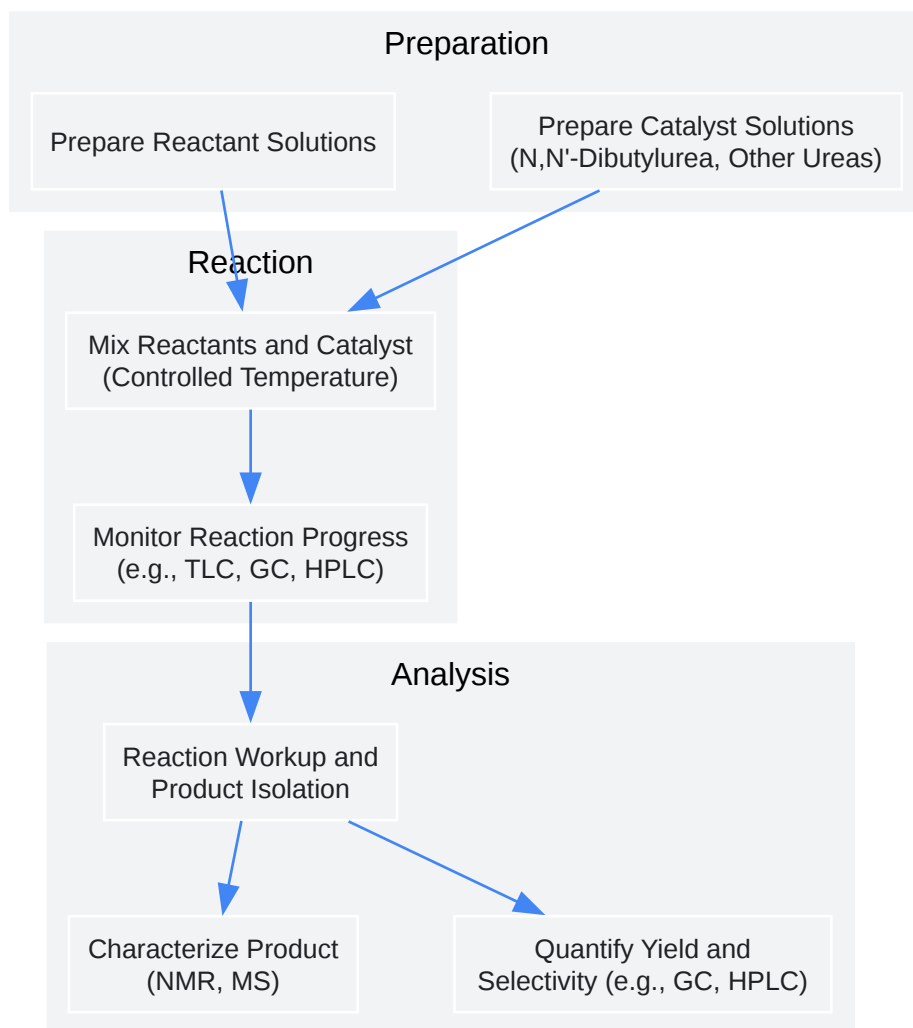 Preparation
Prepare Reactant Solutions
Prepare Catalyst Solutions
(N,N'-Dibutylurea, Other Ureas)
Reaction
Mix Reactants and Catalyst
(Controlled Temperature)
Monitor Reaction Progress
(e.g., TLC, GC, HPLC)
Analysis
Reaction Workup and
Product Isolation
Characterize Product
(NMR, MS)
Quantify Yield and
Selectivity (e.g., GC, HPLC)